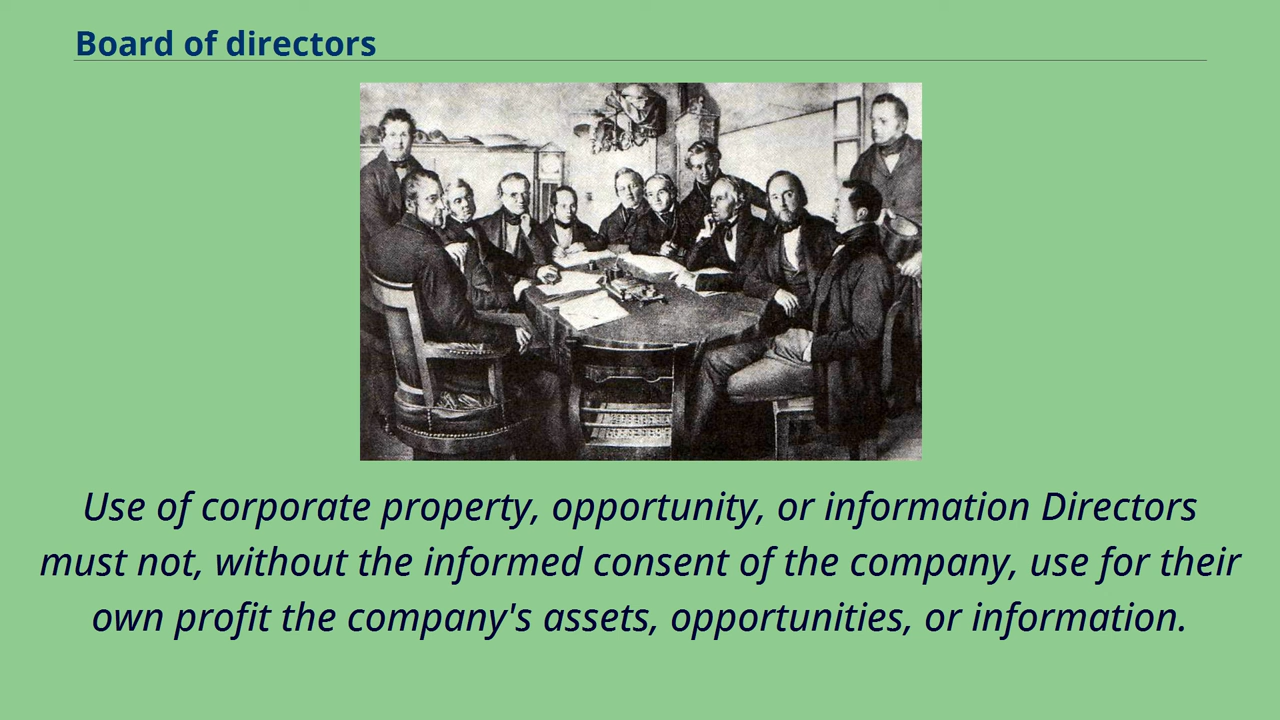 Board of directors
Use of corporate property, opportunity, or information Directors
must not, without the informed consent of the company, use for their
own profit the company's assets, opportunities, or information.